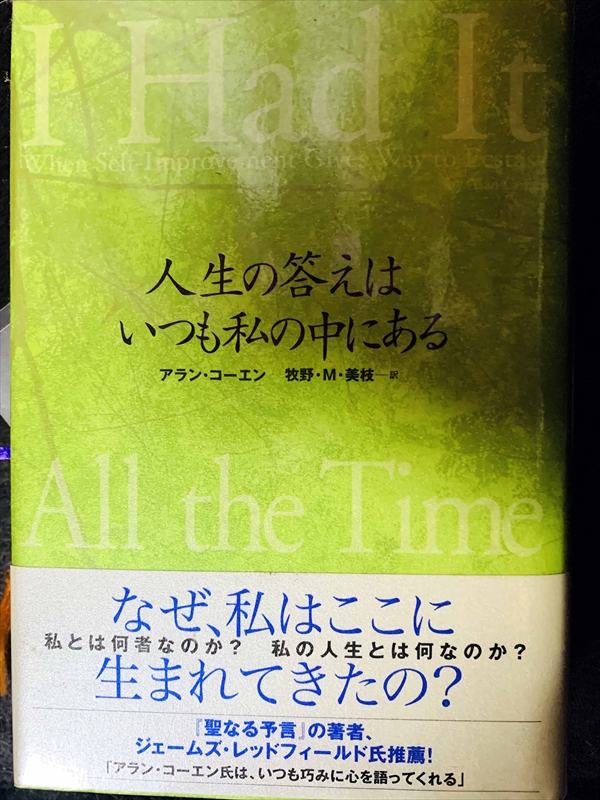 I Had It
When Self-Improvement Gives Way to Ecstasy
人生の答えは
いつも私の中にある
アラン・コーエン 牧野・M・美枝―訳
All the Time
なぜ、私はここに
私とは何者なのか? 私の人生とは何なのか?
生まれてきたの?
『聖なる予言』の著者、
ジェームズ・レッドフィールド氏推薦!
「アラン・コーエン氏は、いつも巧みに心を語ってくれる」